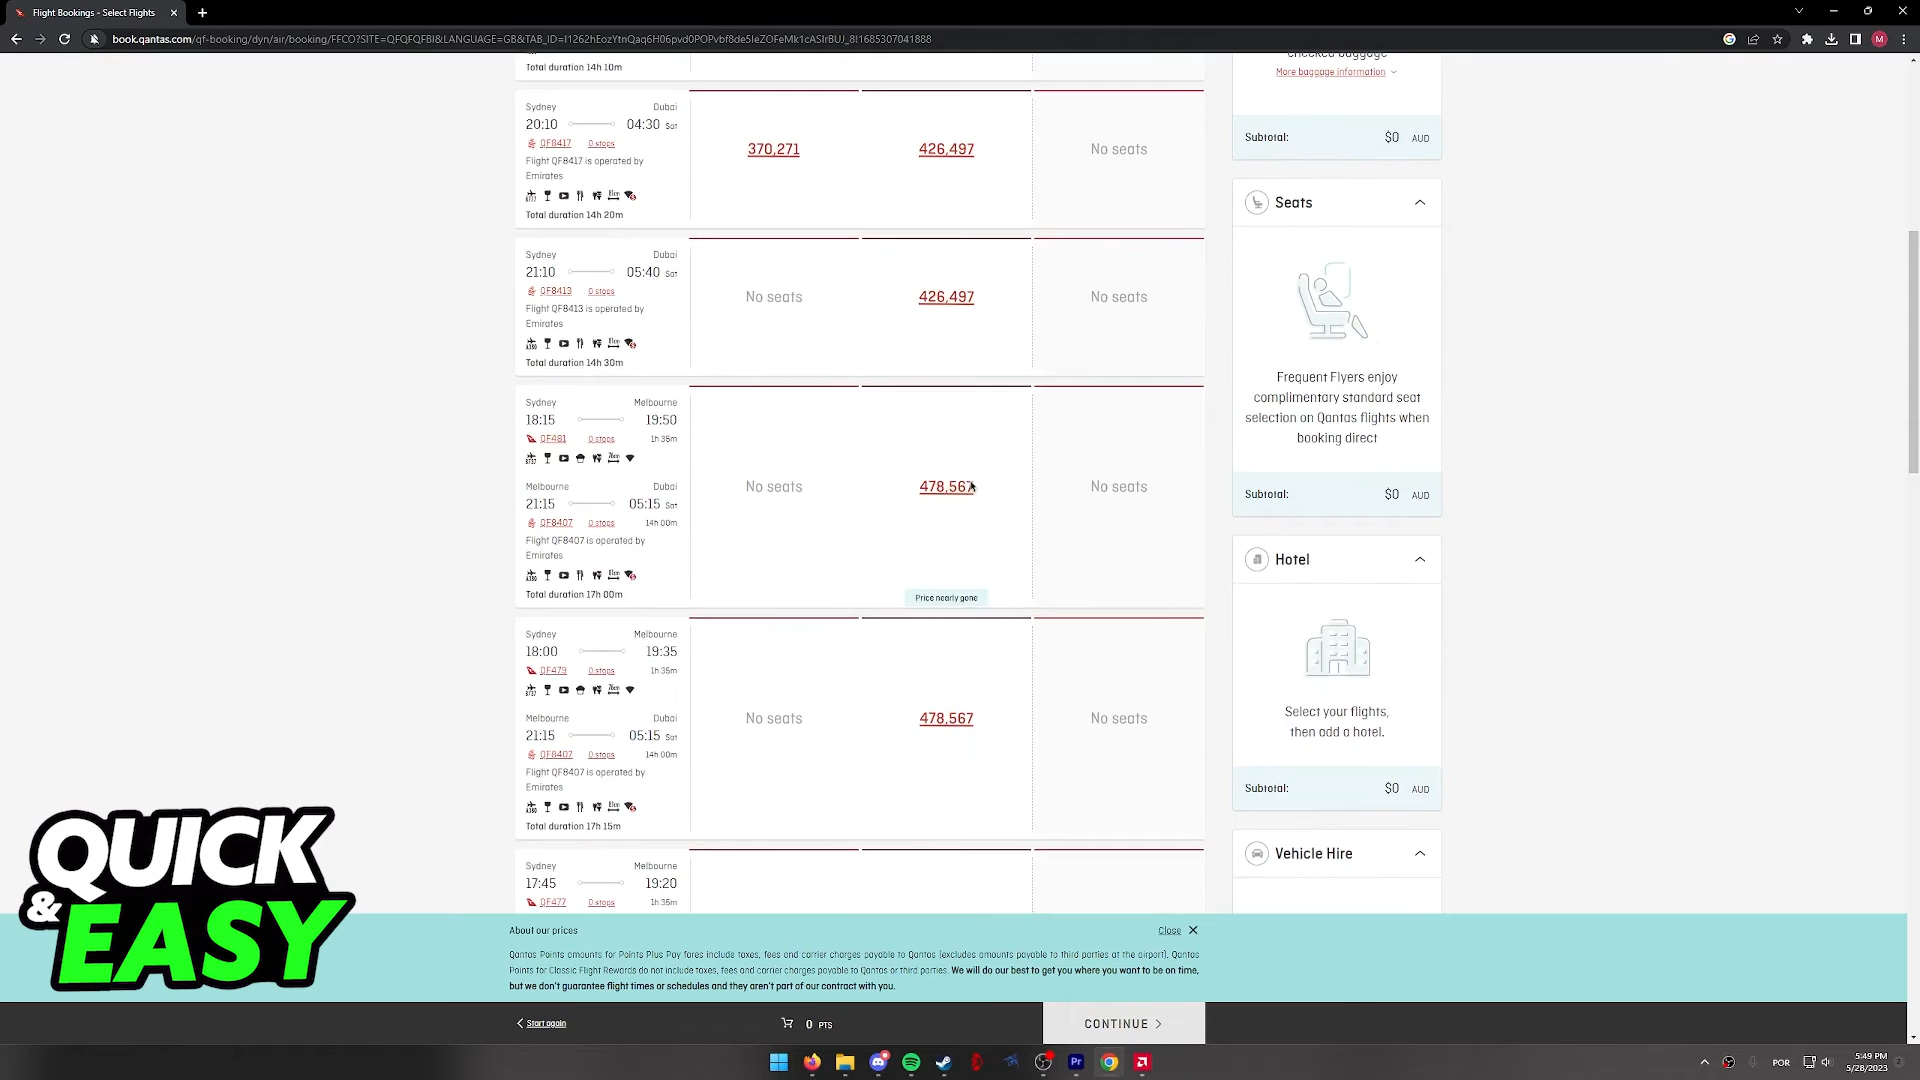 Flight Bookings - Select Flights
book.qantas.com/qf-booking/dyn/air/booking/FFCO?SITE=QFQFQFBI&LANGUAGE=GB&TAB_ID=
Total duration 14h 10m
Sydney Dubai
20:10 04:30 Sat
QF8417 0 stops
Flight QF8417 is operated by
Emirates
Total duration 14h 20m
370,271 426,497 No seats
Sydney Dubai
21:10 05:40 Sat
QF8413 0 stops
Flight QF8413 is operated by
Emirates
A380
Total duration 14h 30m
No seats 426,497 No seats
Sydney Melbourne
18:15 19:50
QF481 0 stops 1h 35m
B737
Melbourne Dubai
21:15 05:15 Sat
QF8407 0 stops 14h 00m
Flight QF8407 is operated by
Emirates
A380
Total duration 17h 00m
No seats 478,567 No seats
Price nearly gone
Sydney Melbourne
18:00 19:35
QF479 0 stops 1h 35m
B737
Melbourne Dubai
21:15 05:15 Sat
QF8407 0 stops 14h 00m
Flight QF8407 is operated by
Emirates
A380
Total duration 17h 15m
No seats 478,567 No seats
Sydney Melbourne
17:45 19:20
QF477 0 stops 1h 35m
checked baggage
More baggage information
Subtotal: $0 AUD
Seats
Frequent Flyers enjoy
complimentary standard seat
selection on Qantas flights when
booking direct
Subtotal: $0 AUD
Hotel
Select your flights,
then add a hotel.
Subtotal: $0 AUD
Vehicle Hire
QUICK
& EASY
About our prices Close
Qantas Points amounts for Points Plus Pay fares include taxes, fees and carrier charges payable to Qantas (excludes amounts payable to third parties at the airport). Qantas
Points for Classic Flight Rewards do not include taxes, fees and carrier charges payable to Qantas or third parties. We will do our best to get you where you want to be on time,
but we don't guarantee flight times or schedules and they aren't part of our contract with you.
Start again 0 PTS CONTINUE
POR 5:49 PM
5/28/2023